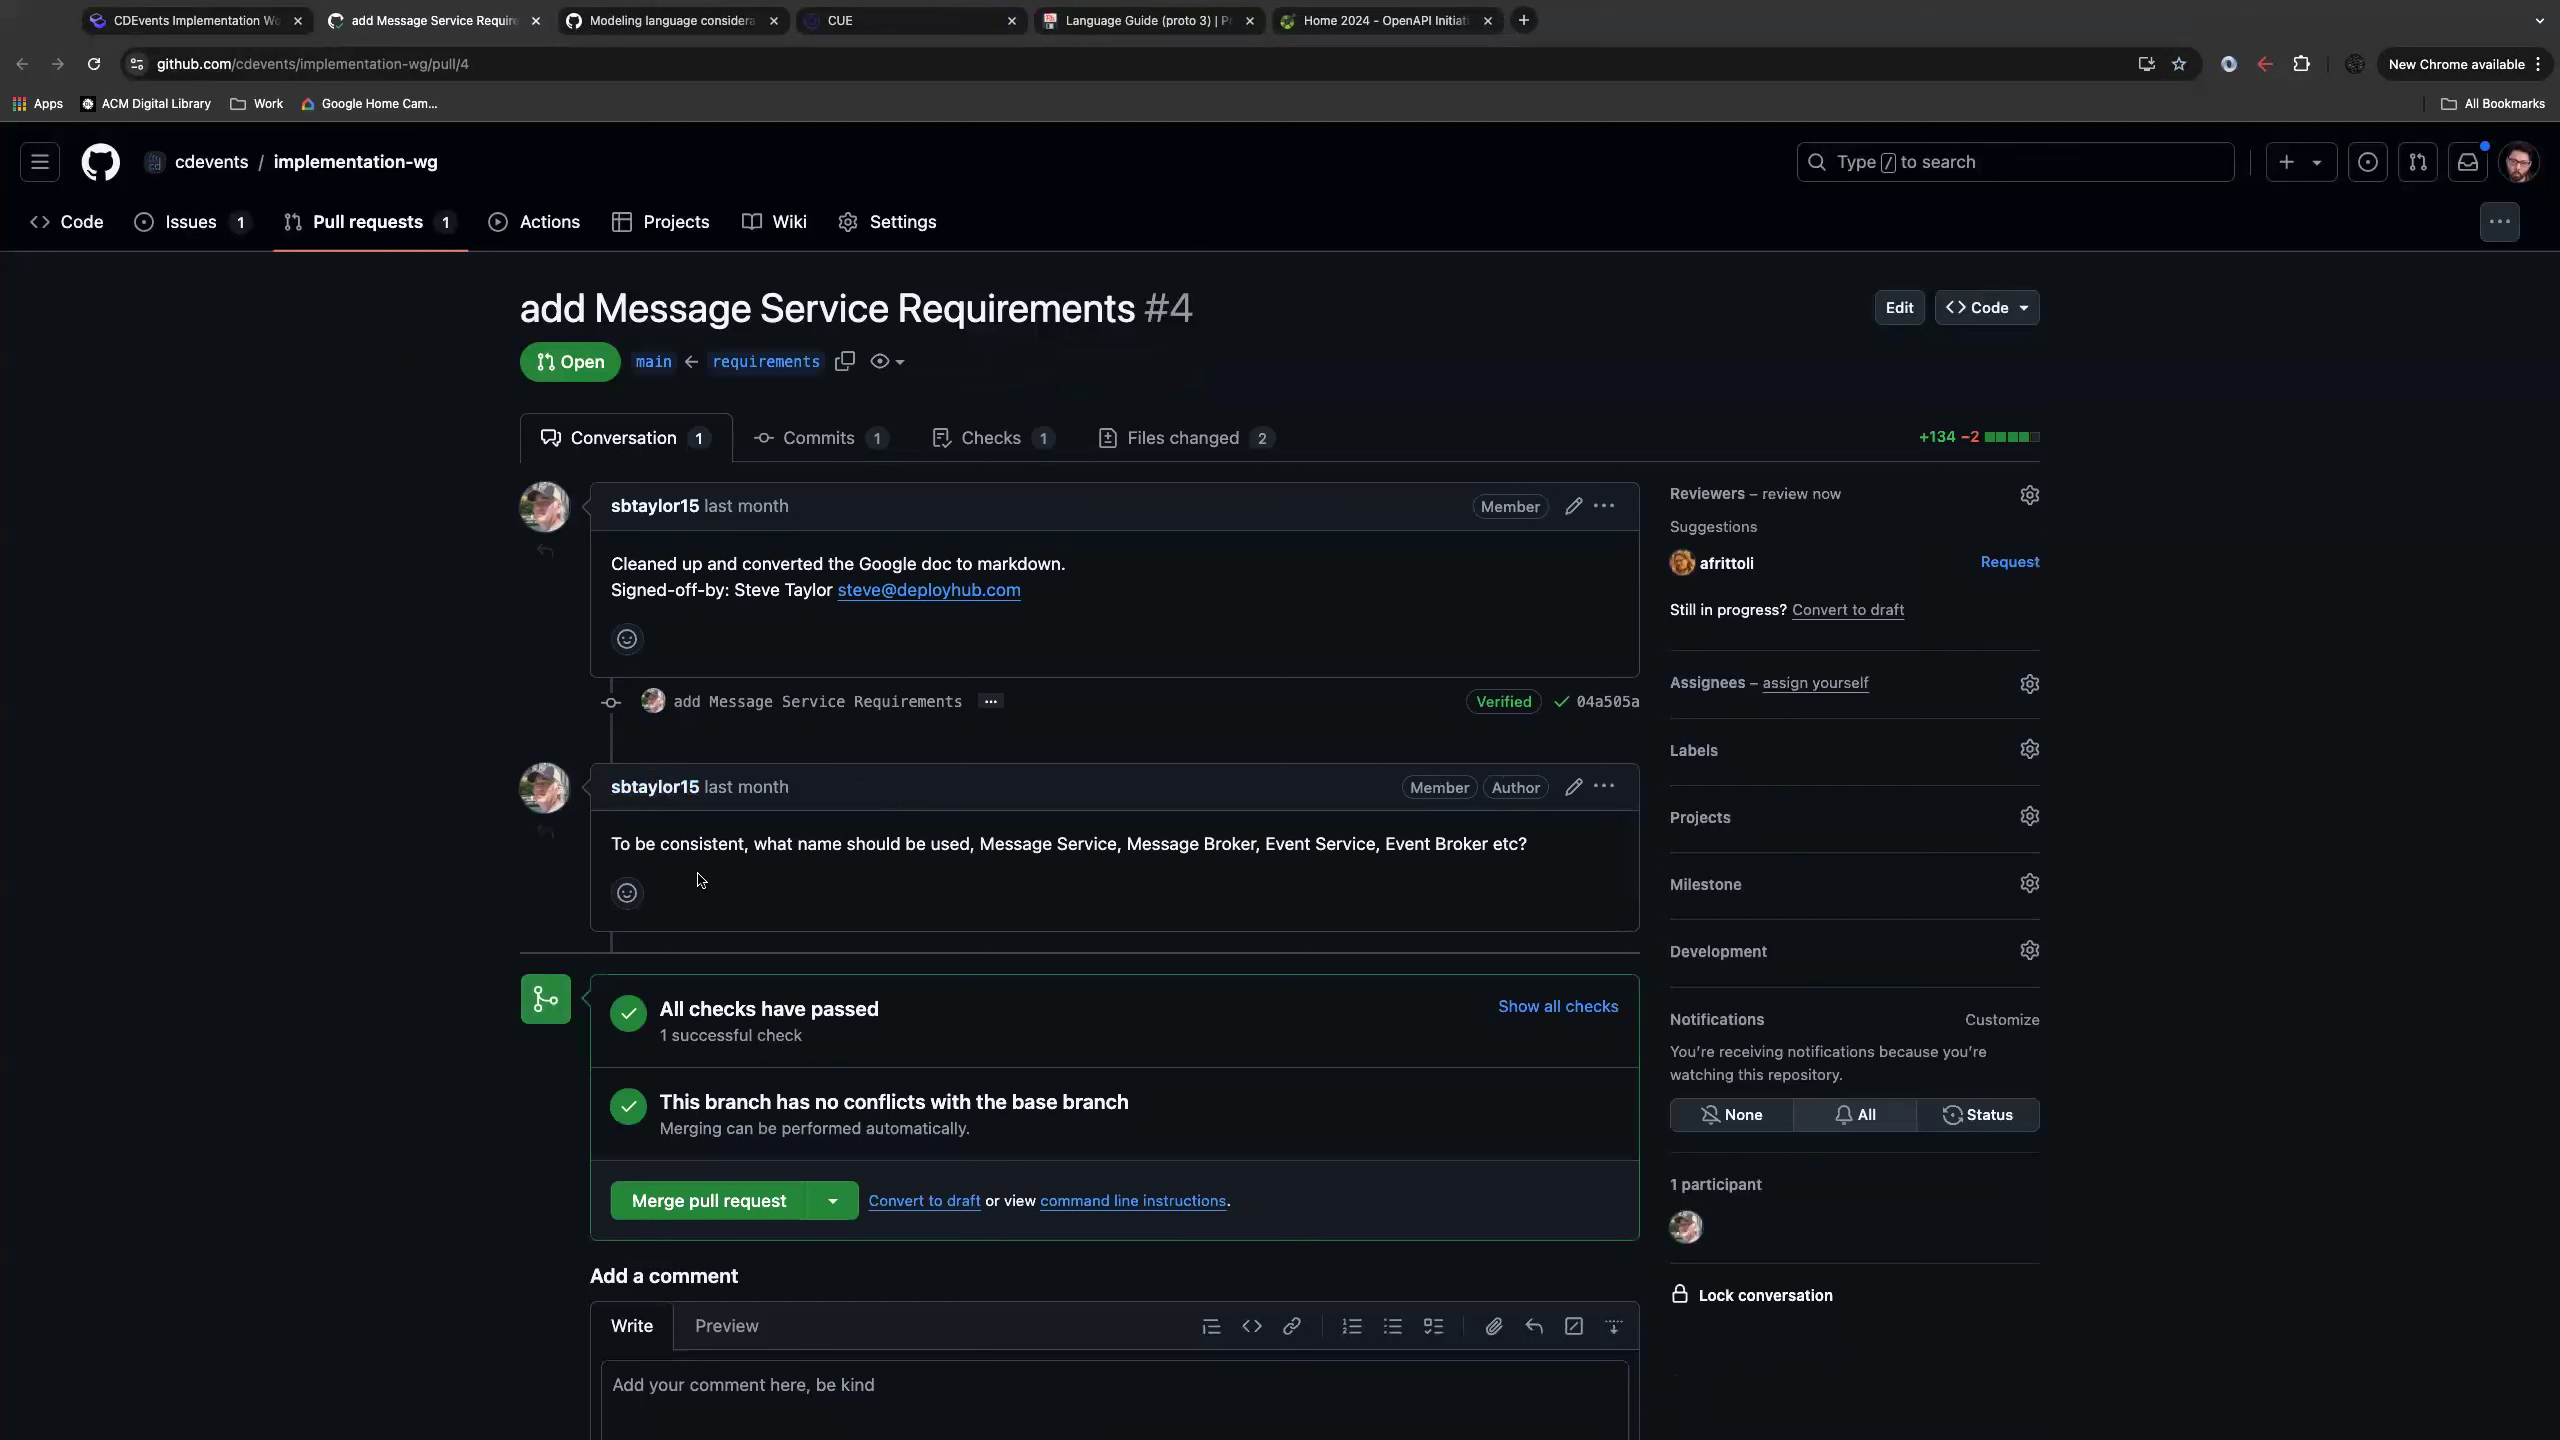 CDEvents Implementation Wo
add Message Service Require
Modeling language considera
CUE
Language Guide (proto 3) | P
Home 2024 - OpenAPI Initiati
github.com/cdevents/implementation-wg/pull/4
New Chrome available
Apps
ACM Digital Library
Work
Google Home Cam...
All Bookmarks
cdevents / implementation-wg
Type / to search
Code
Issues 1
Pull requests 1
Actions
Projects
Wiki
Settings
add Message Service Requirements #4
Edit
Code
Open
main ← requirements
Conversation 1
Commits 1
Checks 1
Files changed 2
+134 −2
sbtaylor15 last month
Member
Cleaned up and converted the Google doc to markdown.
Signed-off-by: Steve Taylor steve@deployhub.com
add Message Service Requirements
Verified
04a505a
sbtaylor15 last month
Member
Author
To be consistent, what name should be used, Message Service, Message Broker, Event Service, Event Broker etc?
All checks have passed
1 successful check
Show all checks
This branch has no conflicts with the base branch
Merging can be performed automatically.
Merge pull request
Convert to draft or view command line instructions.
Add a comment
Write
Preview
Add your comment here, be kind
Reviewers – review now
Suggestions
afrittoli
Request
Still in progress? Convert to draft
Assignees – assign yourself
Labels
Projects
Milestone
Development
Notifications
Customize
You're receiving notifications because you're
watching this repository.
None
All
Status
1 participant
Lock conversation